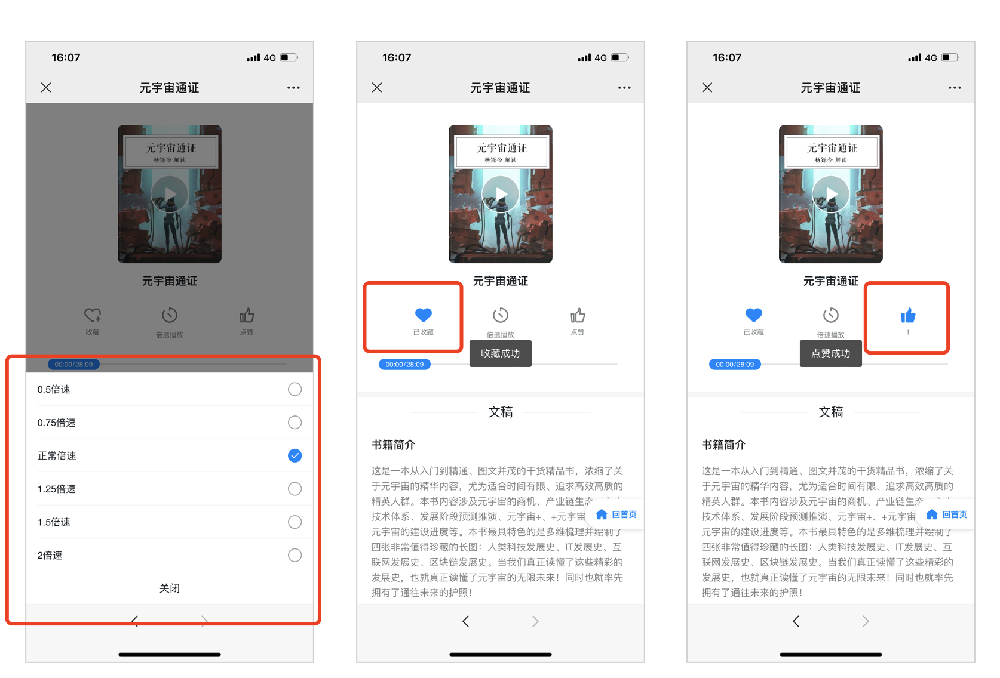 16:07
4G
元宇宙通证
元宇宙通证
杨铄今 解读
元宇宙通证
收藏
倍速播放
点赞
00:00/28:09
0.5倍速
0.75倍速
正常倍速
1.25倍速
1.5倍速
2倍速
关闭
16:07
4G
元宇宙通证
元宇宙通证
杨铄今 解读
元宇宙通证
已收藏
倍速播放
点赞
收藏成功
00:00/28:09
文稿
书籍简介
这是一本从入门到精通、图文并茂的干货精品书，浓缩了关
于元宇宙的精华内容，尤为适合时间有限、追求高效高质的
精英人群。本书内容涉及元宇宙的商机、产业链生态
技术体系、发展阶段预测推演、元宇宙+、+元宇宙
回首页
元宇宙的建设进度等。本书最具特色的是多维梳理并绘制了
四张非常值得珍藏的长图：人类科技发展史、IT发展史、互
联网发展史、区块链发展史。当我们真正读懂了这些精彩的
发展史，也就真正读懂了元宇宙的无限未来！同时也就率先
拥有了通往未来的护照！
16:07
4G
元宇宙通证
元宇宙通证
杨铄今 解读
元宇宙通证
已收藏
倍速播放
1
点赞成功
00:00/28:09
文稿
书籍简介
这是一本从入门到精通、图文并茂的干货精品书，浓缩了关
于元宇宙的精华内容，尤为适合时间有限、追求高效高质的
精英人群。本书内容涉及元宇宙的商机、产业链生态
技术体系、发展阶段预测推演、元宇宙+、+元宇宙
回首页
元宇宙的建设进度等。本书最具特色的是多维梳理并绘制了
四张非常值得珍藏的长图：人类科技发展史、IT发展史、互
联网发展史、区块链发展史。当我们真正读懂了这些精彩的
发展史，也就真正读懂了元宇宙的无限未来！同时也就率先
拥有了通往未来的护照！